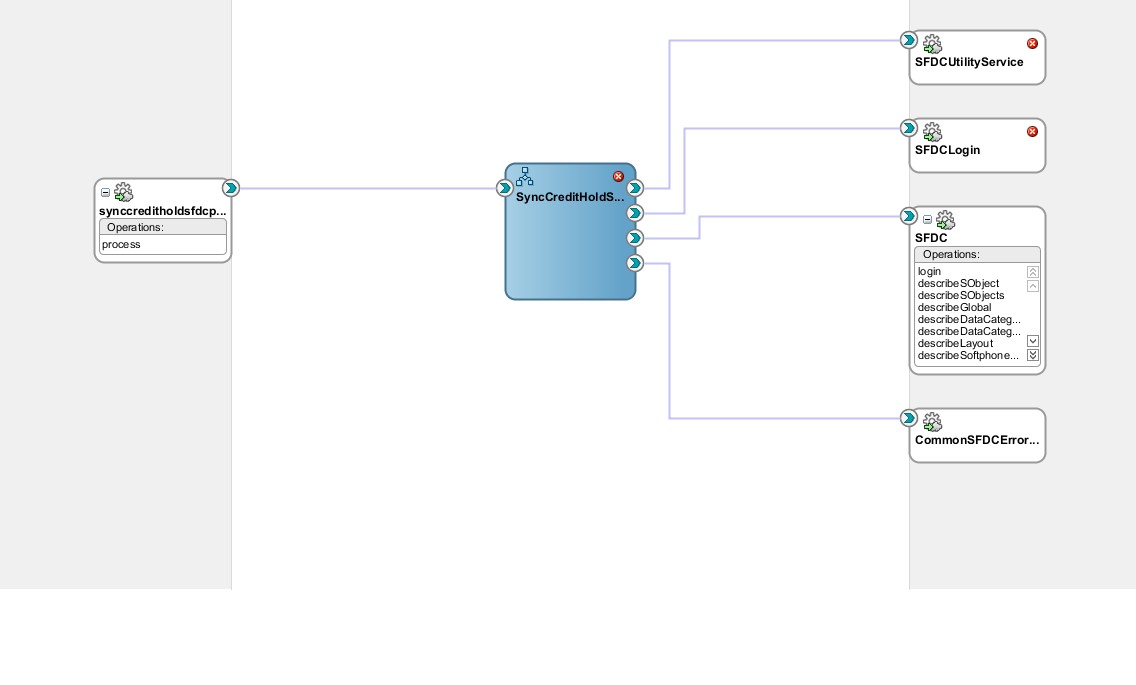 synccreditholdsfdcp...
Operations:
process
SyncCreditHoldS...
SFDCUtilityService
SFDCLogin
SFDC
Operations:
login
describeSObject
describeSObjects
describeGlobal
describeDataCateg...
describeDataCateg...
describeLayout
describeSoftphone...
CommonSFDCError...